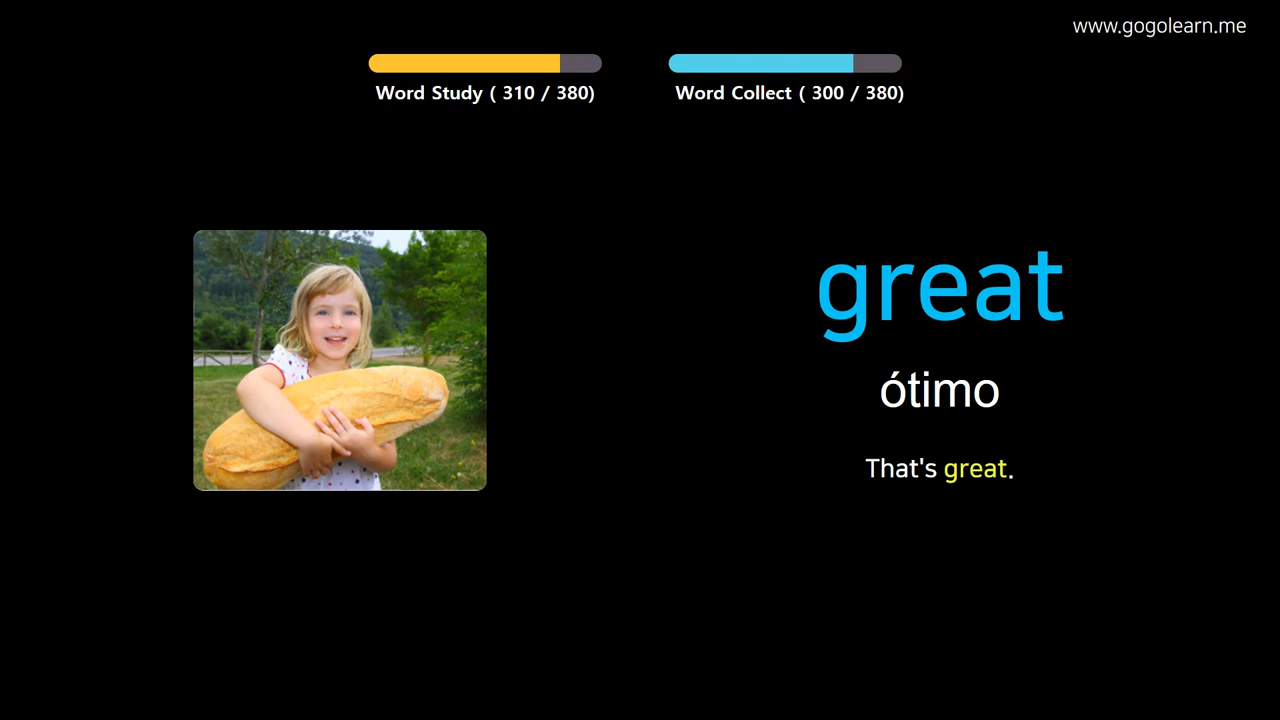 www.gogolearn.me
Word Study ( 310 / 380)
Word Collect ( 300 / 380)
great
ótimo
That's great.